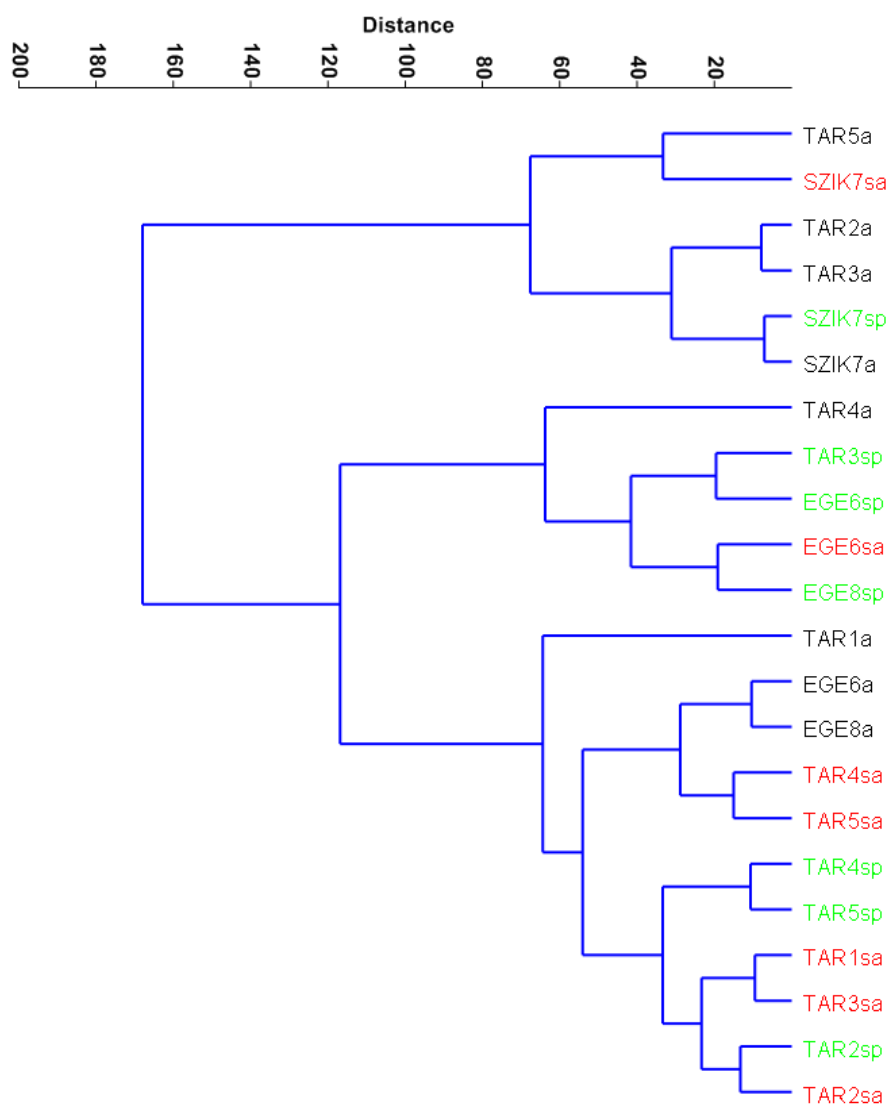 Distance
200 180 160 140 120 100 80 60 40 20
TAR5a
SZIK7sa
TAR2a
TAR3a
SZIK7sp
SZIK7a
TAR4a
TAR3sp
EGE6sp
EGE6sa
EGE8sp
TAR1a
EGE6a
EGE8a
TAR4sa
TAR5sa
TAR4sp
TAR5sp
TAR1sa
TAR3sa
TAR2sp
TAR2sa